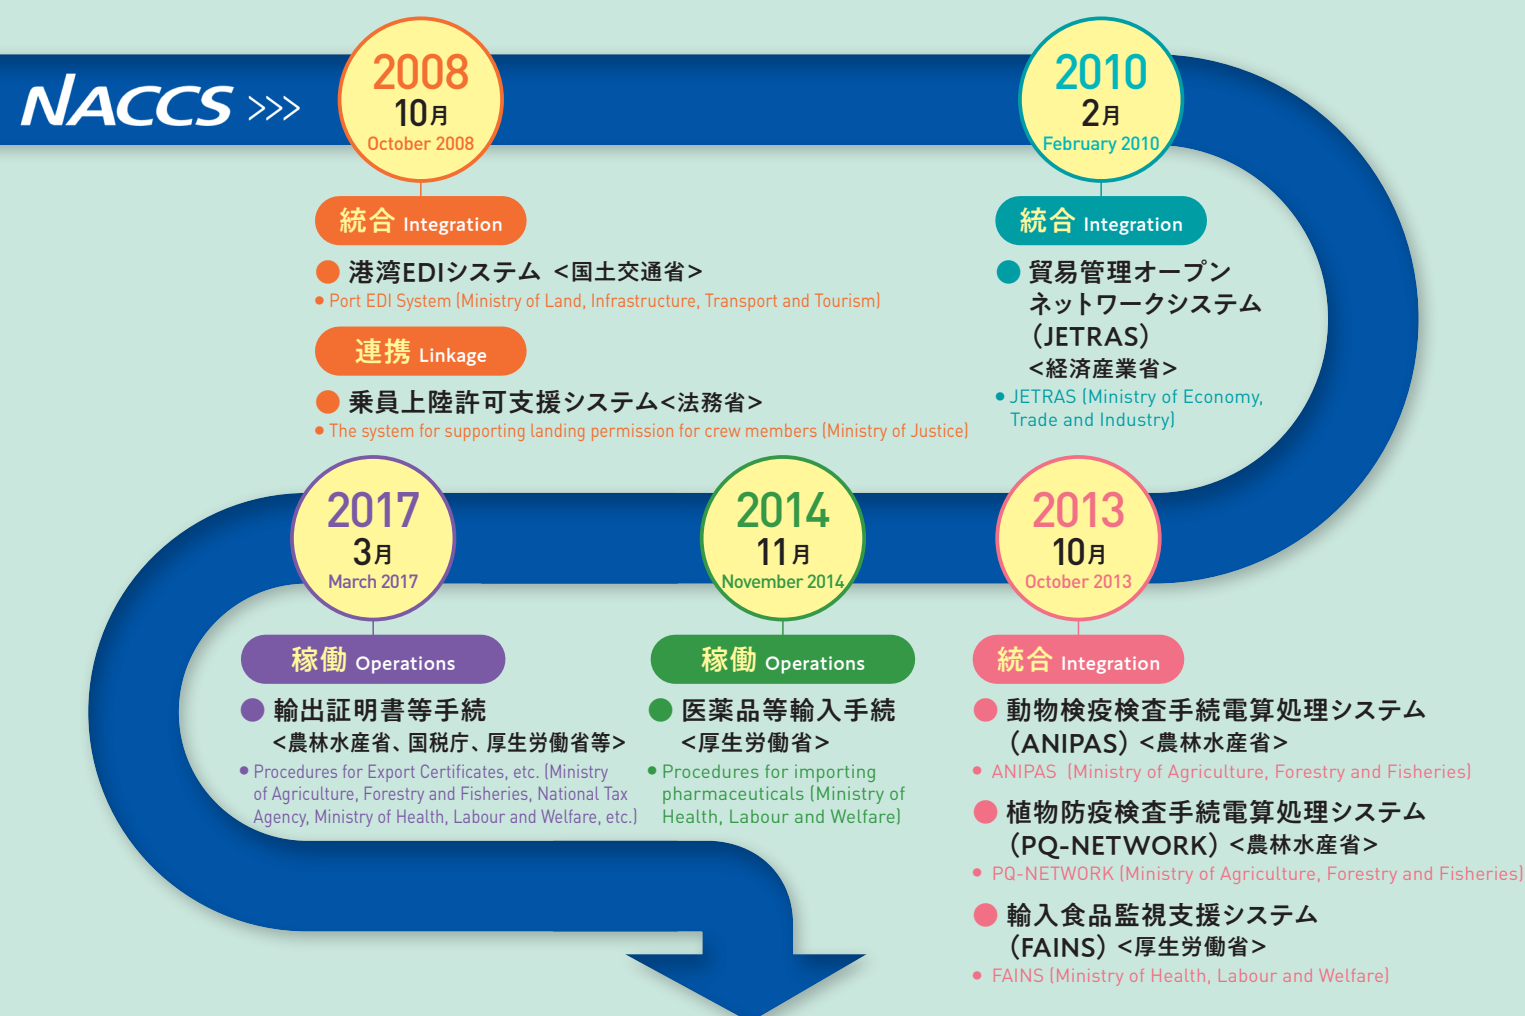 NACCS >>>
2008
10月
October 2008
統合 Integration
● 港湾EDIシステム <国土交通省>
• Port EDI System (Ministry of Land, Infrastructure, Transport and Tourism)
連携 Linkage
● 乗員上陸許可支援システム<法務省>
• The system for supporting landing permission for crew members (Ministry of Justice)
2010
2月
February 2010
統合 Integration
● 貿易管理オープン
ネットワークシステム
（JETRAS）
<経済産業省>
• JETRAS (Ministry of Economy,
Trade and Industry)
2013
10月
October 2013
統合 Integration
● 動物検疫検査手続電算処理システム
（ANIPAS）<農林水産省>
• ANIPAS (Ministry of Agriculture, Forestry and Fisheries)
● 植物防疫検査手続電算処理システム
（PQ-NETWORK）<農林水産省>
• PQ-NETWORK (Ministry of Agriculture, Forestry and Fisheries)
● 輸入食品監視支援システム
（FAINS）<厚生労働省>
• FAINS (Ministry of Health, Labour and Welfare)
2014
11月
November 2014
稼働 Operations
● 医薬品等輸入手続
<厚生労働省>
• Procedures for importing
pharmaceuticals (Ministry of
Health, Labour and Welfare)
2017
3月
March 2017
稼働 Operations
● 輸出証明書等手続
<農林水産省、国税庁、厚生労働省等>
• Procedures for Export Certificates, etc. (Ministry
of Agriculture, Forestry and Fisheries, National Tax
Agency, Ministry of Health, Labour and Welfare, etc.)